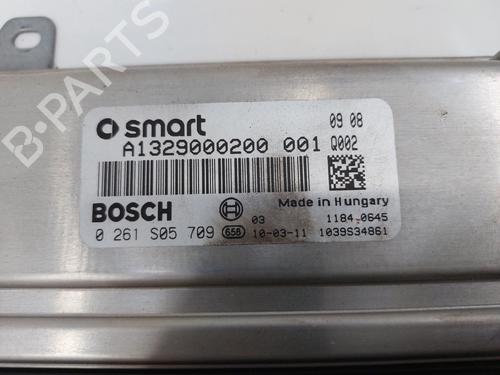 B-PARTS
smart
09 08
A1329000200 001 Q002
BOSCH
Made in Hungary
03
1184.0645
0 261 S05 709 658 10-03-11 1039S34861